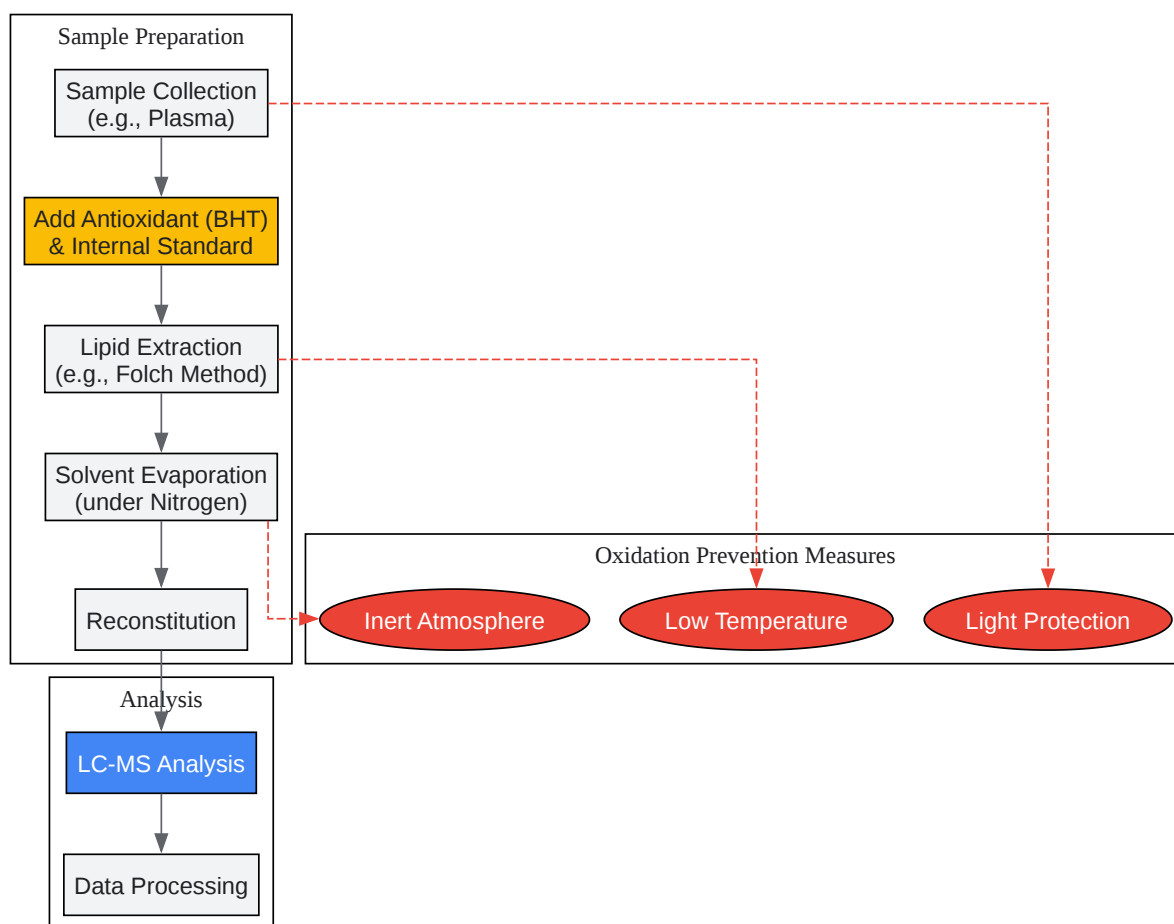 Sample Preparation
Sample Collection
(e.g., Plasma)
Add Antioxidant (BHT)
& Internal Standard
Lipid Extraction
(e.g., Folch Method)
Solvent Evaporation
(under Nitrogen)
Reconstitution
Oxidation Prevention Measures
Inert Atmosphere
Low Temperature
Light Protection
Analysis
LC-MS Analysis
Data Processing